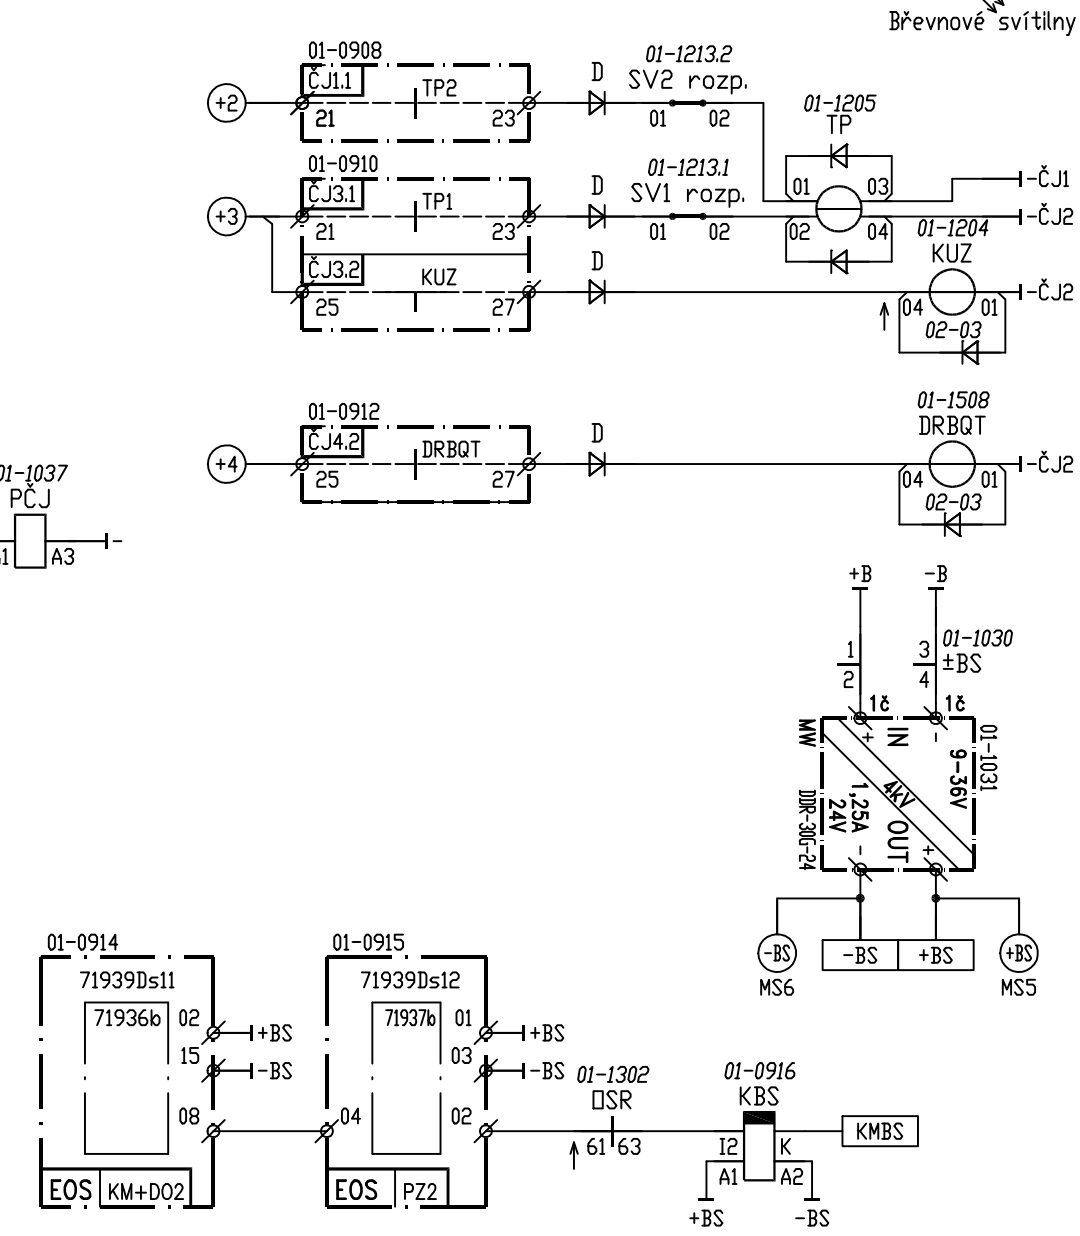 Břevnové svítilny
01-0908
ČJ1.1
TP2
+2
21
23
D
01-1213.2
SV2 rozp.
01 02
01-1205
TP
01 03
02 04
-ČJ1
-ČJ2
01-0910
ČJ3.1
TP1
+3
21
23
D
01-1213.1
SV1 rozp.
01 02
ČJ3.2
KUZ
25
27
D
01-1204
KUZ
04 01
02-03
-ČJ2
01-0912
ČJ4.2
DRBQT
+4
25
27
D
01-1508
DRBQT
04 01
02-03
-ČJ2
01-1037
PČJ
A3
-
+B
-B
1
2
3
4
01-1030
±BS
1č
1č
+
-
IN
MW
01-1031
9-36V
4kV
1,25A
24V
OUT
DDR-30G-24
-
+
-BS
-BS
+BS
+BS
MS6
MS5
01-0914
71939Ds11
71936b
02
+BS
15
-BS
08
EOS
KM+DO2
01-0915
71939Ds12
71937b
01
+BS
03
-BS
04
02
EOS
PZ2
01-1302
OSR
61 63
01-0916
KBS
I2
K
A1
A2
+BS
-BS
KMBS